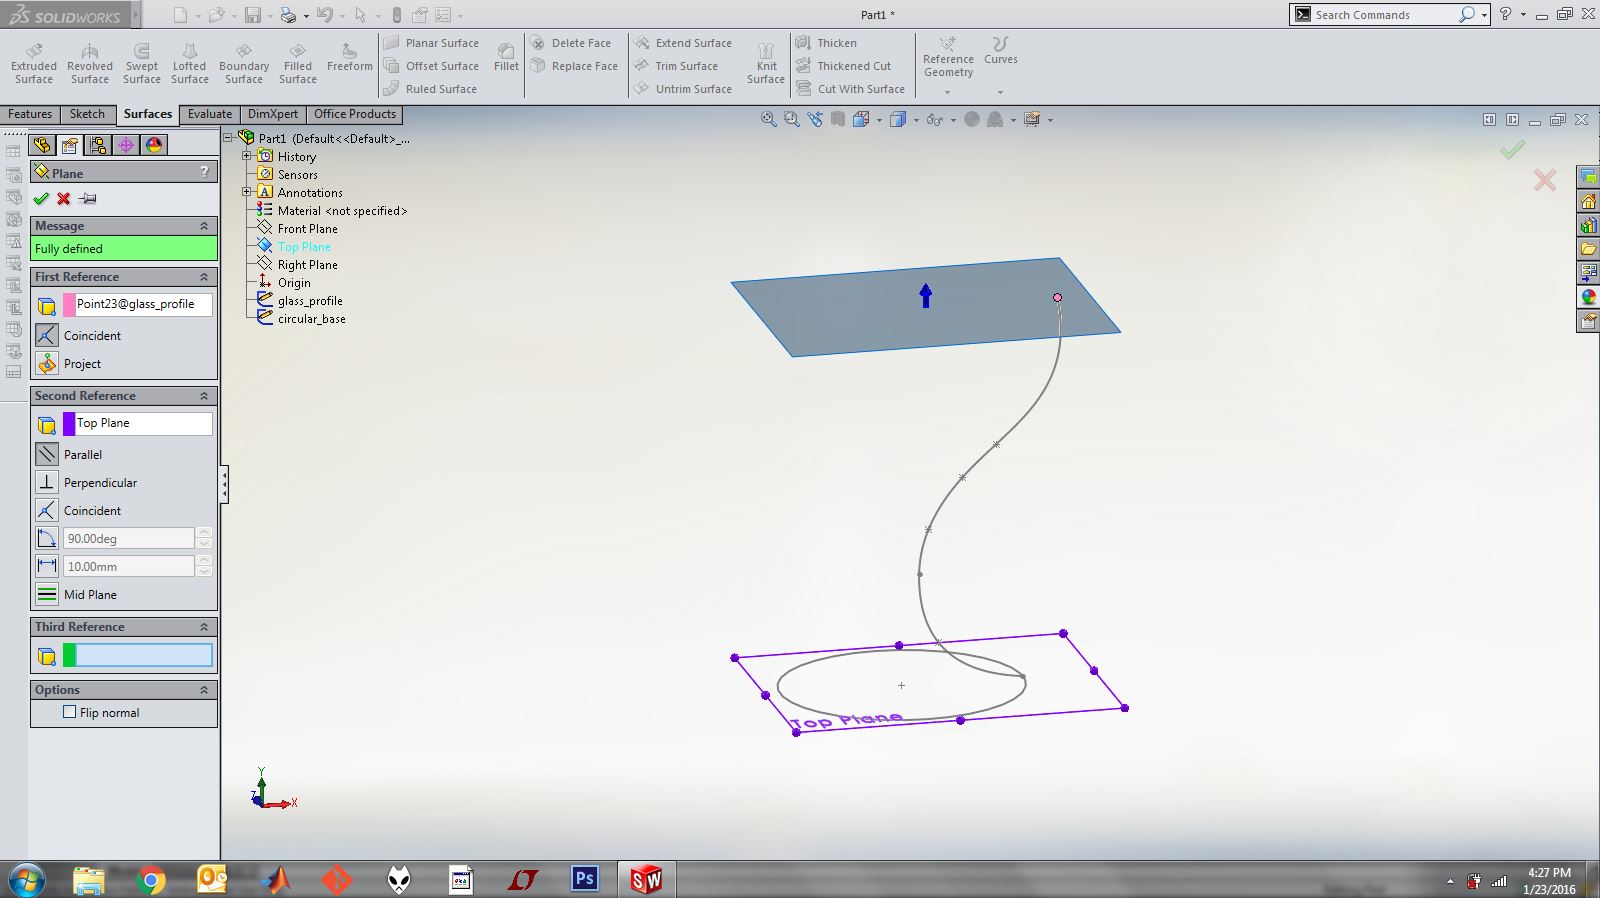 SOLIDWORKS
Part1 *
Search Commands
?
Extruded Surface
Revolved Surface
Swept Surface
Lofted Surface
Boundary Surface
Filled Surface
Freeform
Planar Surface
Offset Surface
Ruled Surface
Fillet
Delete Face
Replace Face
Extend Surface
Trim Surface
Untrim Surface
Knit Surface
Thicken
Thickened Cut
Cut With Surface
Reference Geometry
Curves
Features
Sketch
Surfaces
Evaluate
DimXpert
Office Products
Plane
?
Message
Fully defined
First Reference
Point23@glass_profile
Coincident
Project
Second Reference
Top Plane
Parallel
Perpendicular
Coincident
90.00deg
10.00mm
Mid Plane
Third Reference
Options
Flip normal
Part1 (Default<<Default>_...
History
Sensors
A Annotations
Material <not specified>
Front Plane
Top Plane
Right Plane
Origin
glass_profile
circular_base
Top Plane
Y
Z
X
Ps
SW
4:27 PM
1/23/2016